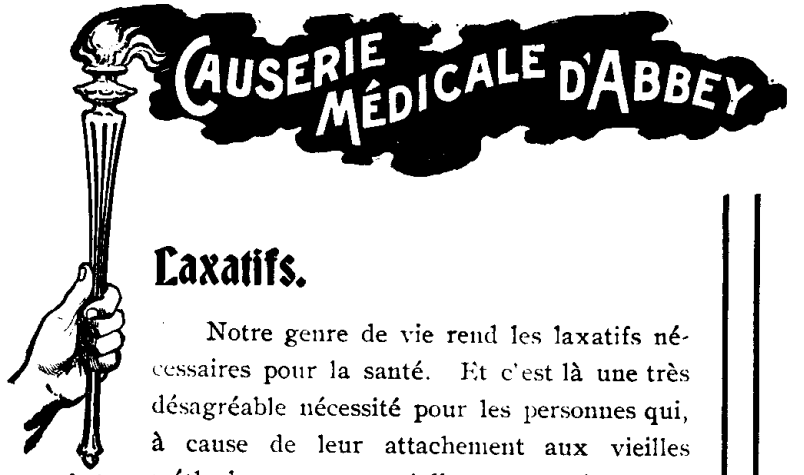 CAUSERIE
MÉDICALE D'ABBEY
Laxatifs.
Notre genre de vie rend les laxatifs né-
cessaires pour la santé. Et c'est là une très
désagréable nécessité pour les personnes qui,
à cause de leur attachement aux vieilles